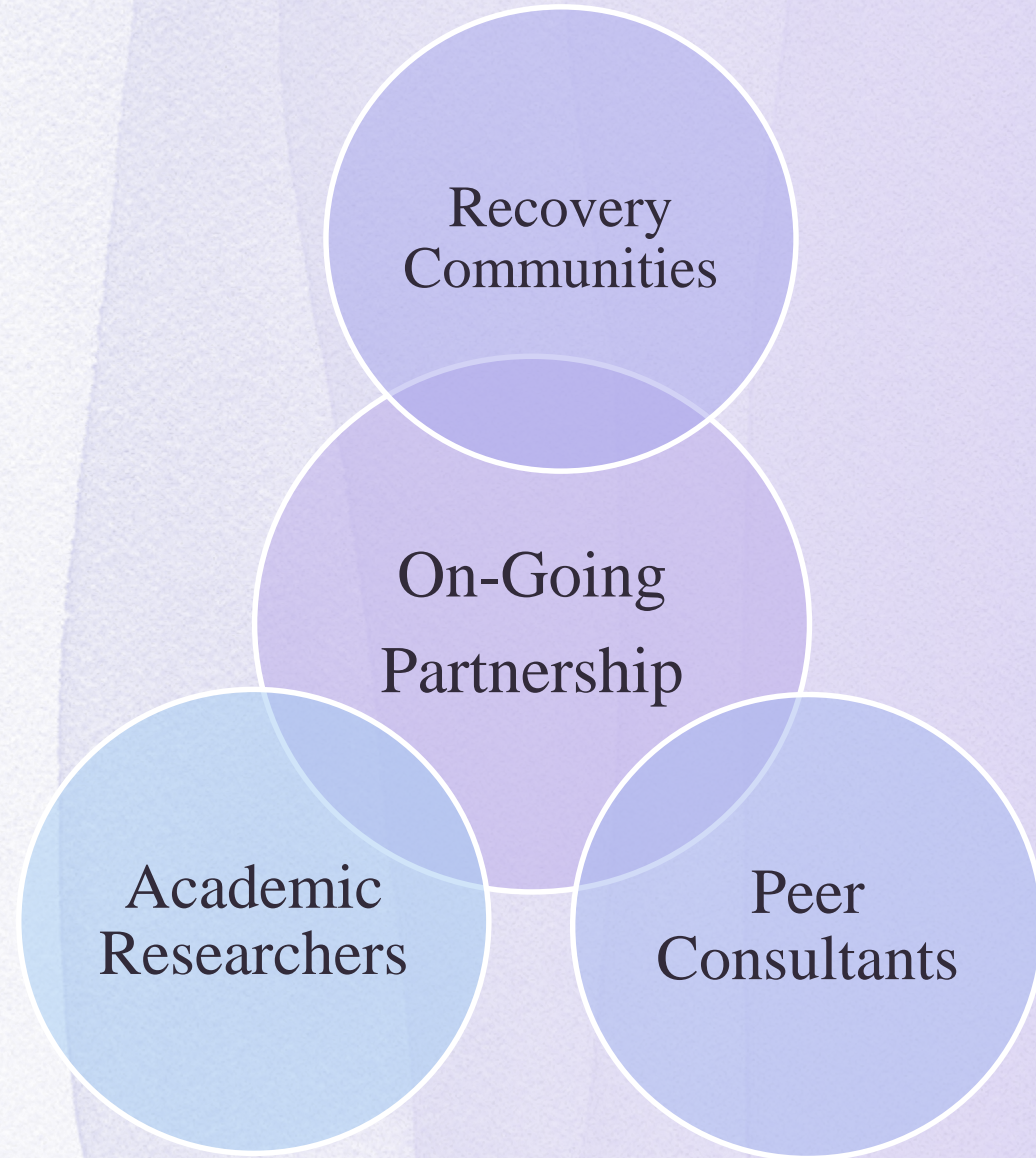 Recovery
Communities
On-Going
Partnership
Academic
Researchers
Peer
Consultants